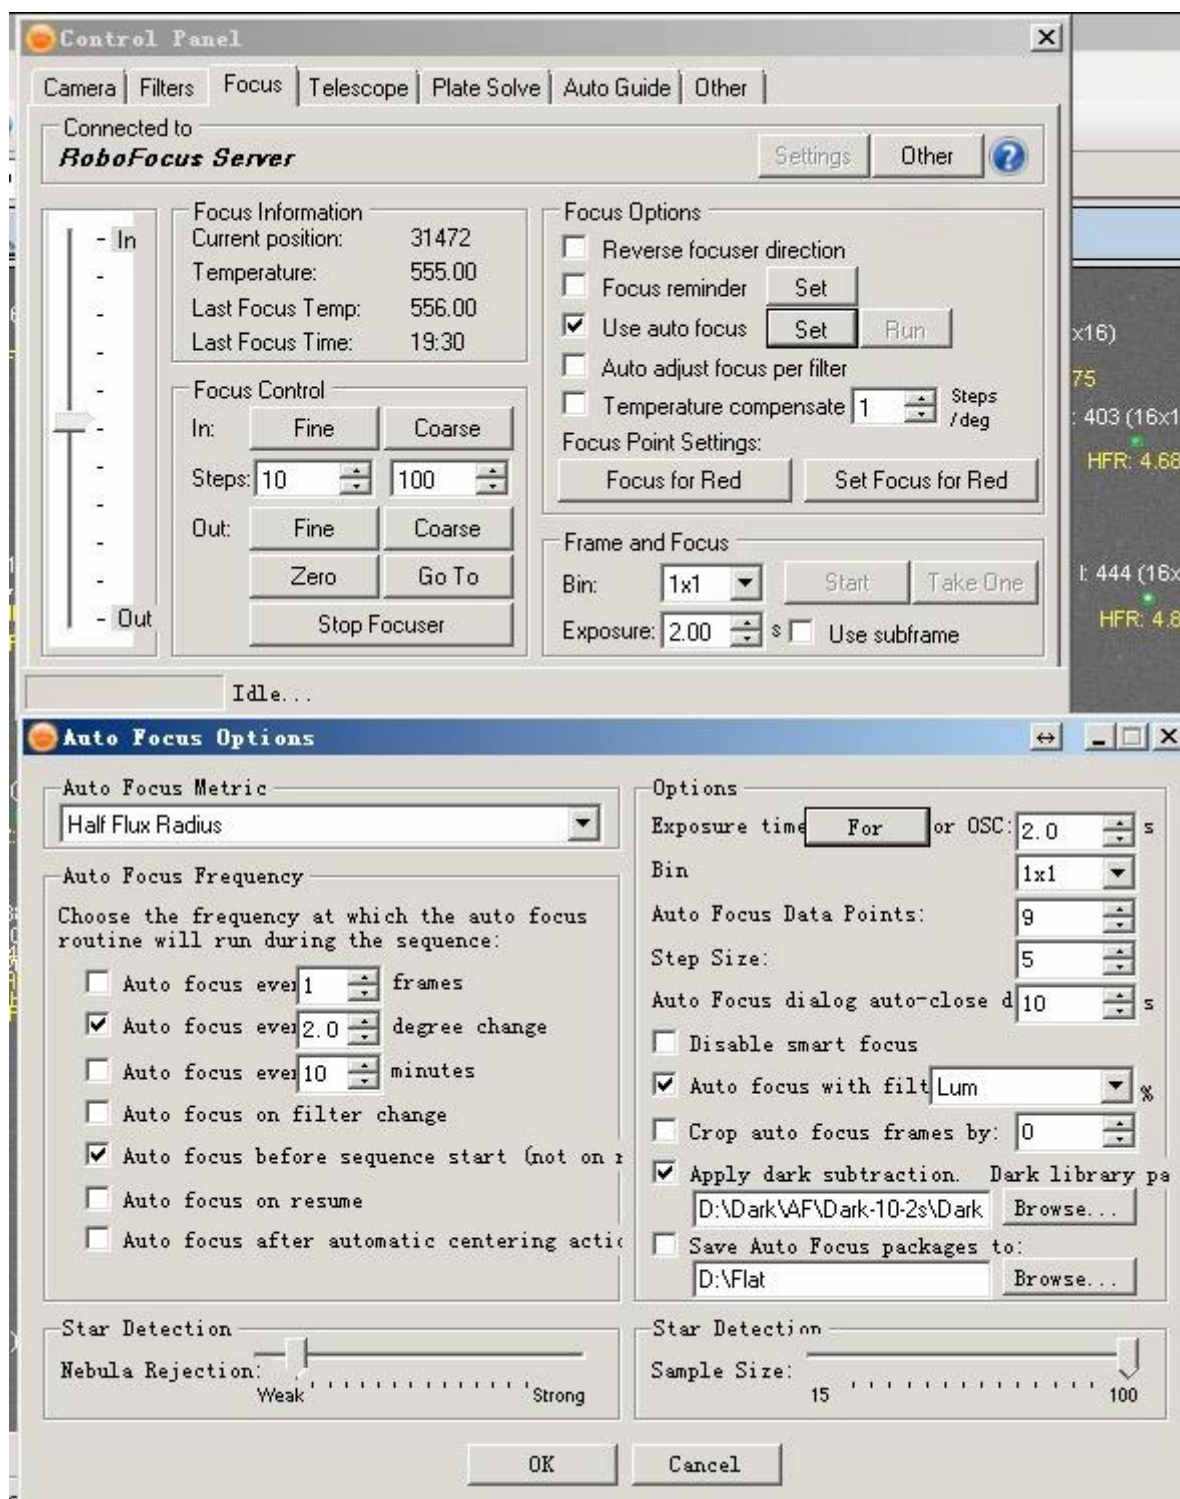 Control Panel
Camera Filters Focus Telescope Plate Solve Auto Guide Other
Connected to
RoboFocus Server
Settings Other ?
In
Out
Focus Information
Current position: 31472
Temperature: 555.00
Last Focus Temp: 556.00
Last Focus Time: 19:30
Focus Control
In: Fine Coarse
Steps: 10 100
Out: Fine Coarse
Zero Go To
Stop Focuser
Focus Options
Reverse focuser direction
Focus reminder Set
Use auto focus Set Run
Auto adjust focus per filter
Temperature compensate 1 Steps /deg
Focus Point Settings:
Focus for Red Set Focus for Red
Frame and Focus
Bin: 1x1 Start Take One
Exposure: 2.00 s Use subframe
Idle...
x16)
75
: 403 (16x1
HFR: 4.68
I: 444 (16x
HFR: 4.8
Auto Focus Options
Auto Focus Metric
Half Flux Radius
Auto Focus Frequency
Choose the frequency at which the auto focus
routine will run during the sequence:
Auto focus ever 1 frames
Auto focus ever 2.0 degree change
Auto focus ever 10 minutes
Auto focus on filter change
Auto focus before sequence start (not on r
Auto focus on resume
Auto focus after automatic centering actio
Options
Exposure time For or OSC: 2.0 s
Bin 1x1
Auto Focus Data Points: 9
Step Size: 5
Auto Focus dialog auto-close d 10 s
Disable smart focus
Auto focus with filt Lum %
Crop auto focus frames by: 0
Apply dark subtraction. Dark library pa
D:\Dark\AF\Dark-10-2s\Dark Browse...
Save Auto Focus packages to:
D:\Flat Browse...
Star Detection
Nebula Rejection:
Weak Strong
Star Detection
Sample Size:
15 100
OK Cancel